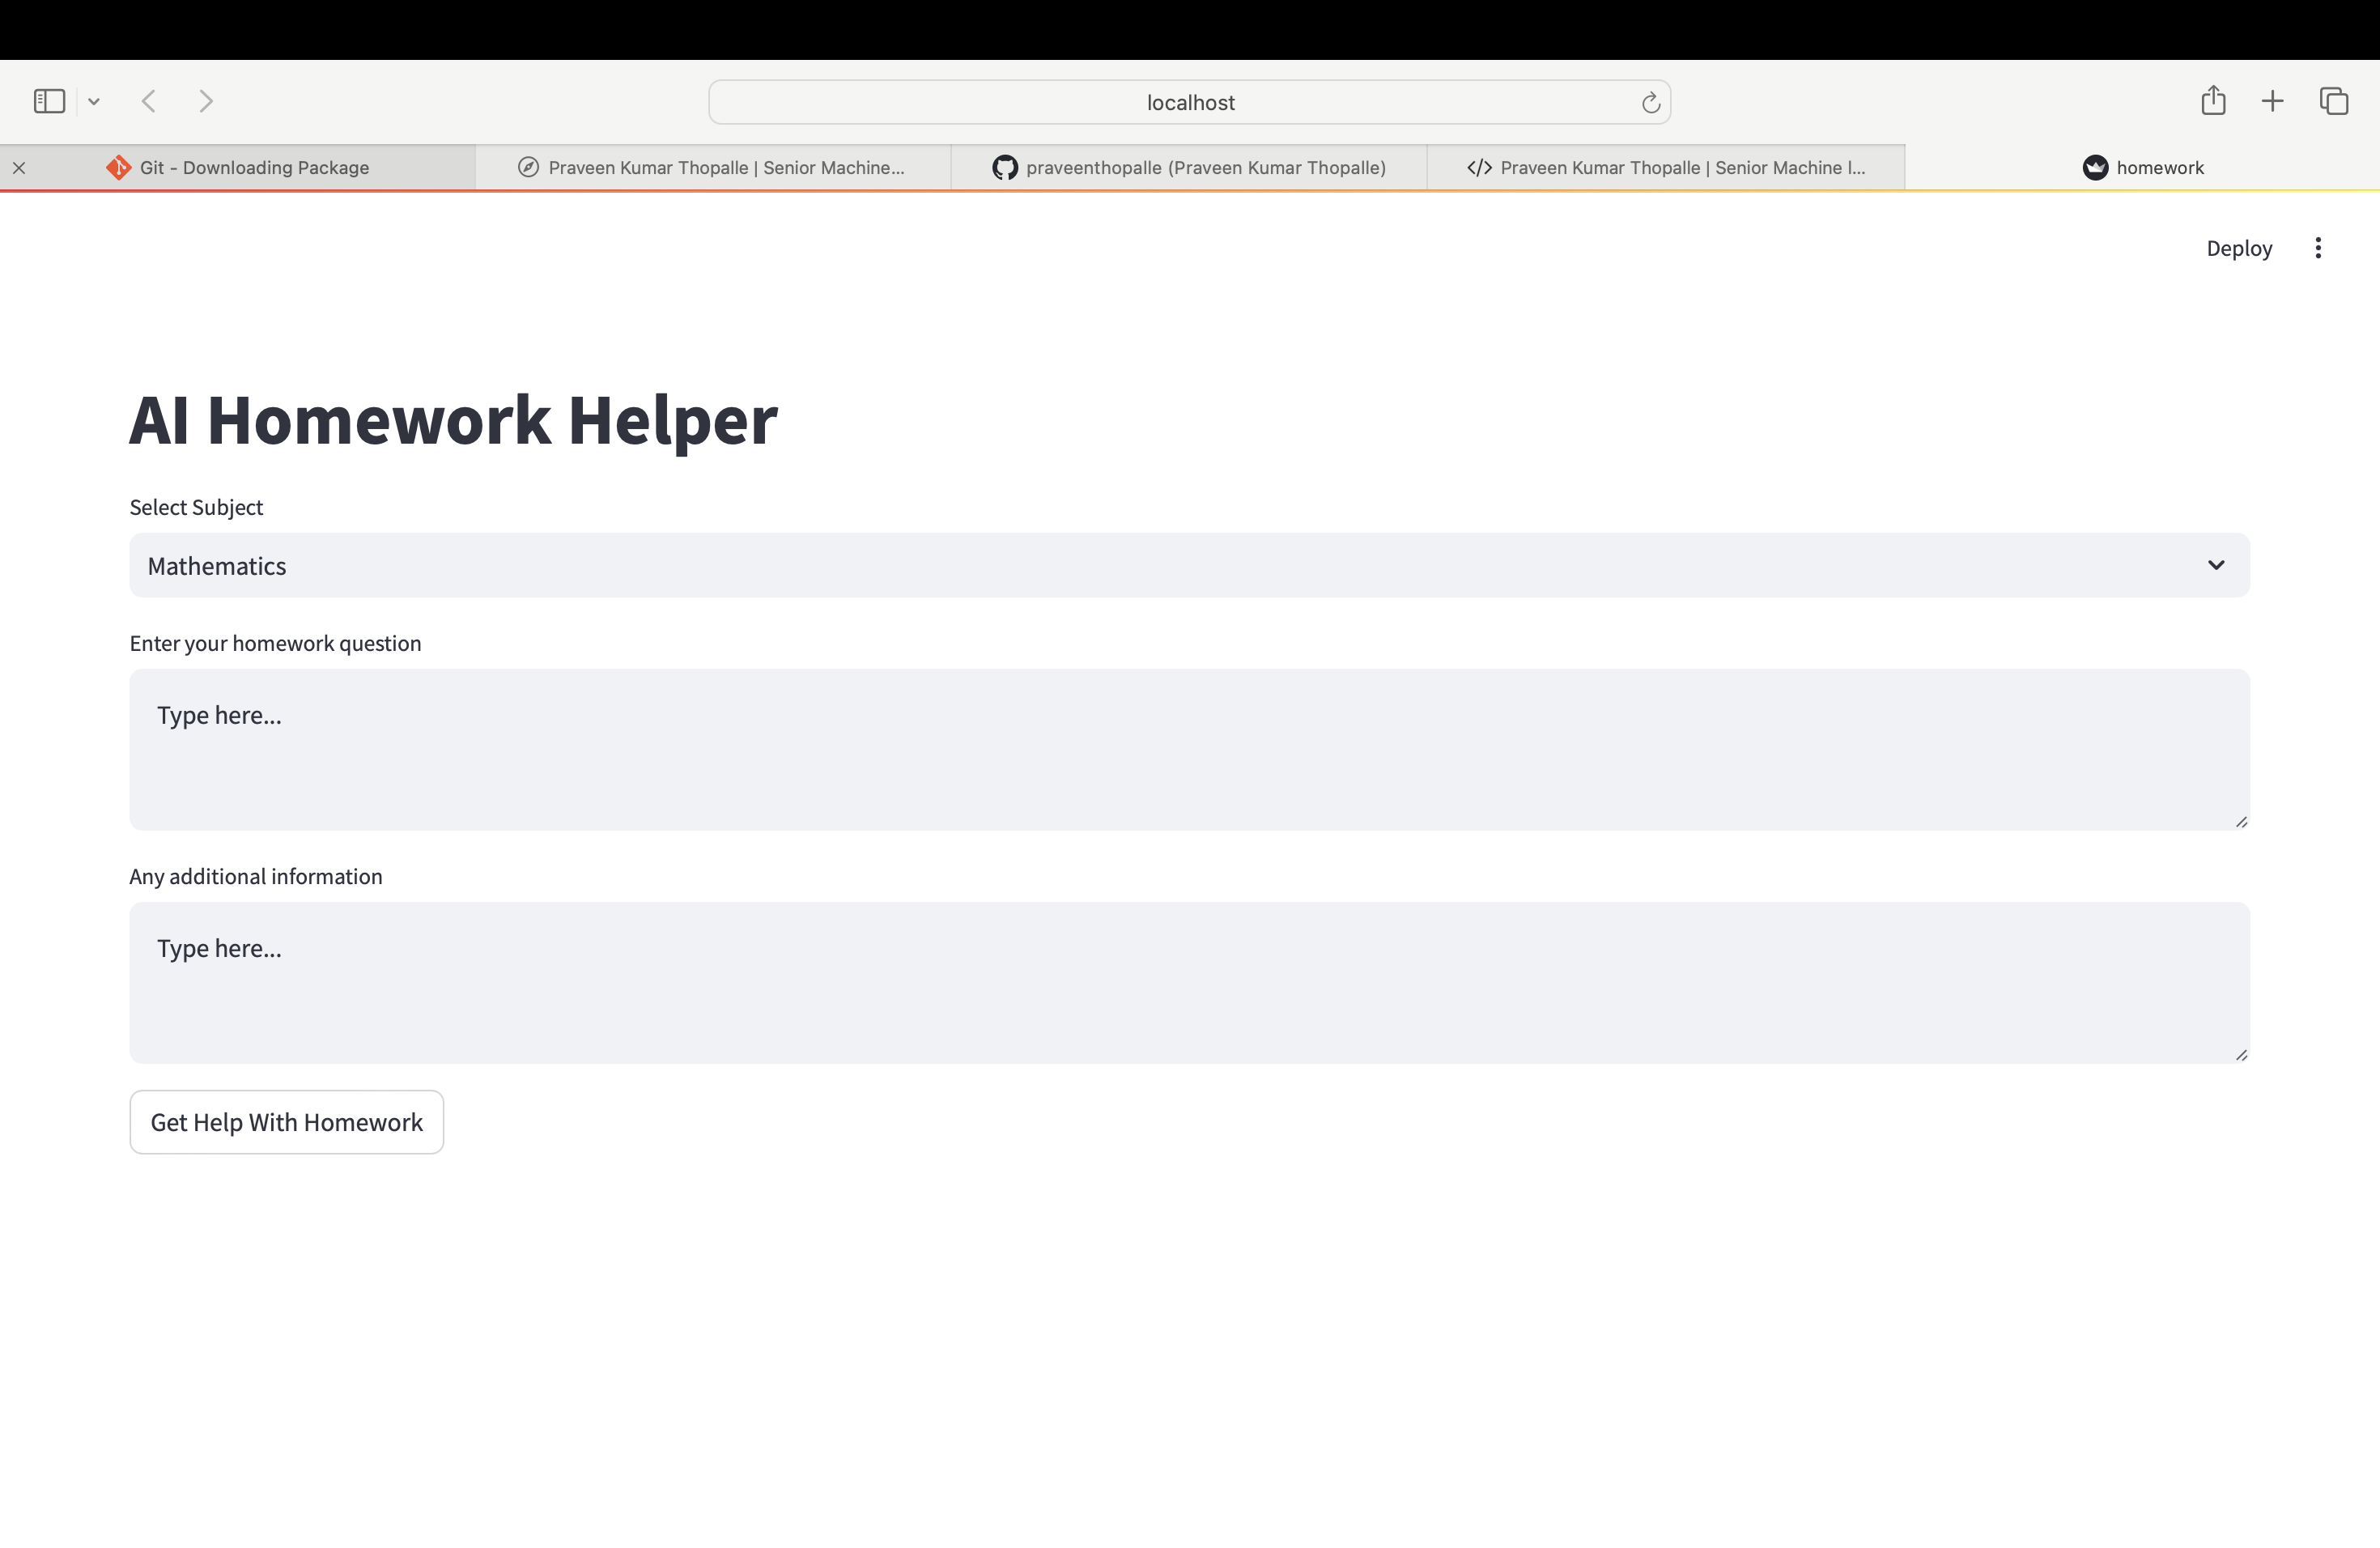 localhost
Git - Downloading Package
Praveen Kumar Thopalle | Senior Machine...
praveenthopalle (Praveen Kumar Thopalle)
Praveen Kumar Thopalle | Senior Machine l...
homework
Deploy
AI Homework Helper
Select Subject
Mathematics
Enter your homework question
Type here...
Any additional information
Type here...
Get Help With Homework